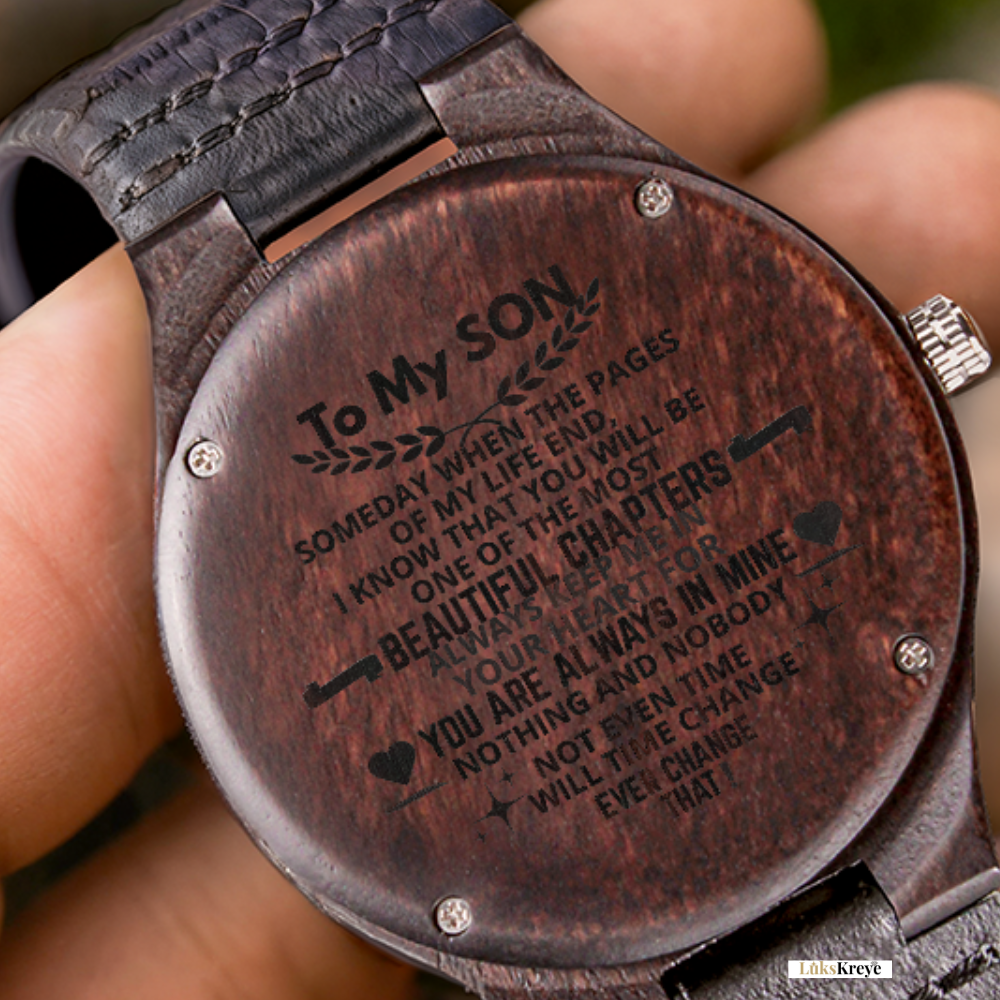 To My SON
SOMEDAY WHEN THE PAGES
OF MY LIFE END,
I KNOW THAT YOU WILL BE
ONE OF THE MOST
BEAUTIFUL CHAPTERS
ALWAYS KEEP ME IN
YOUR HEART FOR
YOU ARE ALWAYS IN MINE
NOTHING AND NOBODY
NOT EVEN TIME
WILL TIME CHANGE
EVEN CHANGE
THAT !
LüksKreye